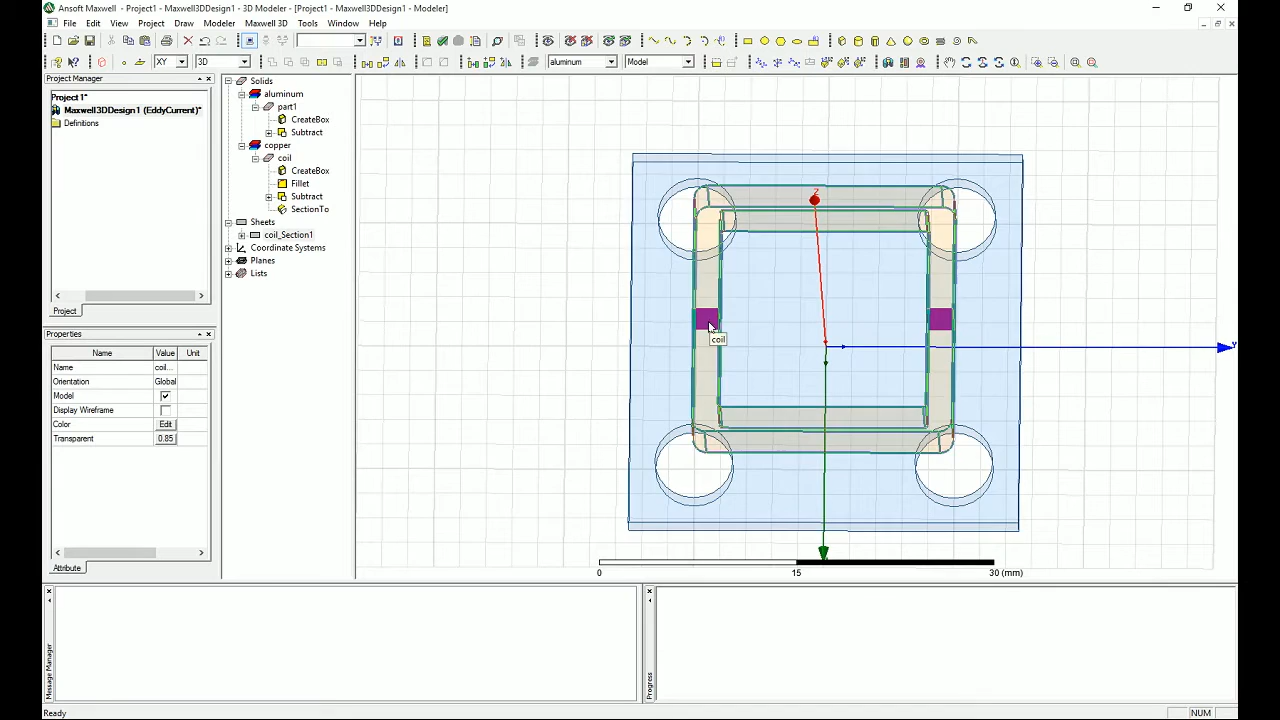 Ansoft Maxwell - Project1 - Maxwell3DDesign1 - 3D Modeler - [Project1 - Maxwell3DDesign1 - Modeler]
File Edit View Project Draw Modeler Maxwell 3D Tools Window Help
XY 3D aluminum Model
Project Manager
Project1*
Maxwell3DDesign1 (EddyCurrent)*
Definitions
Project
Properties
Name Value Unit
Name coil...
Orientation Global
Model
Display Wireframe
Color Edit
Transparent 0.85
Attribute
Solids
aluminum
part1
CreateBox
Subtract
copper
coil
CreateBox
Fillet
Subtract
SectionTo
Sheets
coil_Section1
Coordinate Systems
Planes
Lists
Z
coil
Y
0 15 30 (mm)
Message Manager
Progress
Ready
NUM